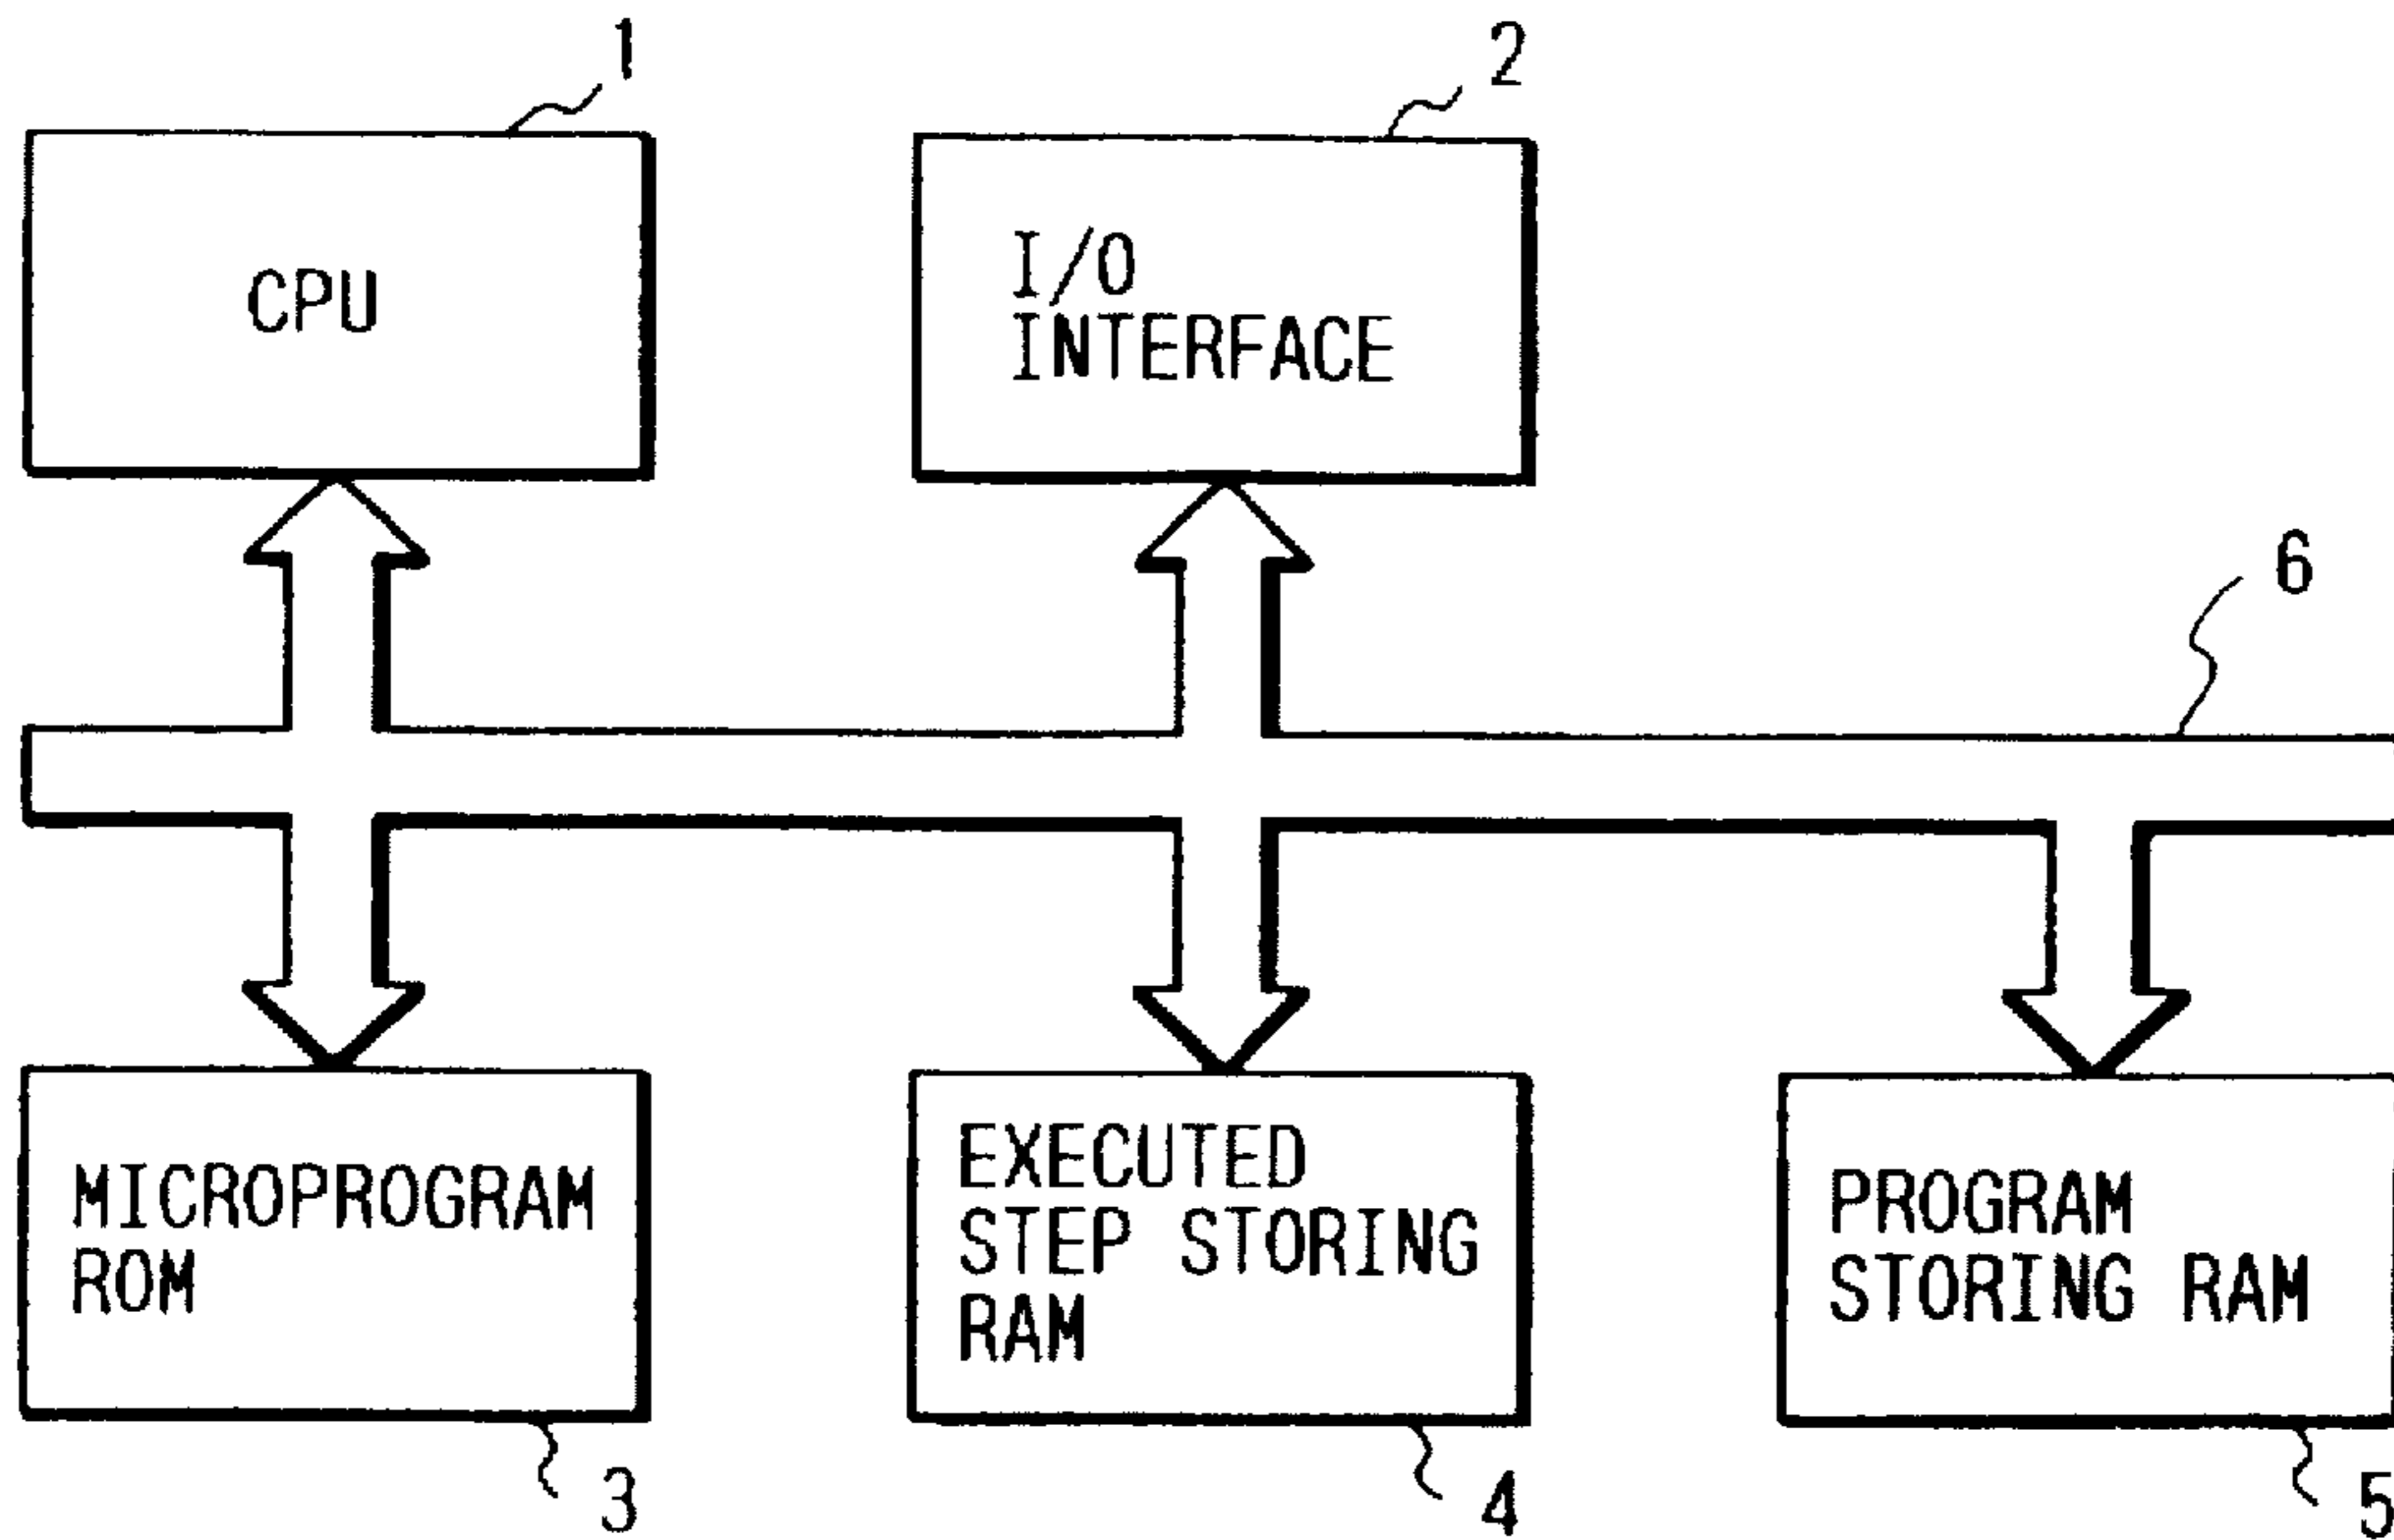 1
2
CPU
I/O
INTERFACE
6
MICROPROGRAM
ROM
EXECUTED
STEP STORING
RAM
PROGRAM
STORING RAM
3
4
5